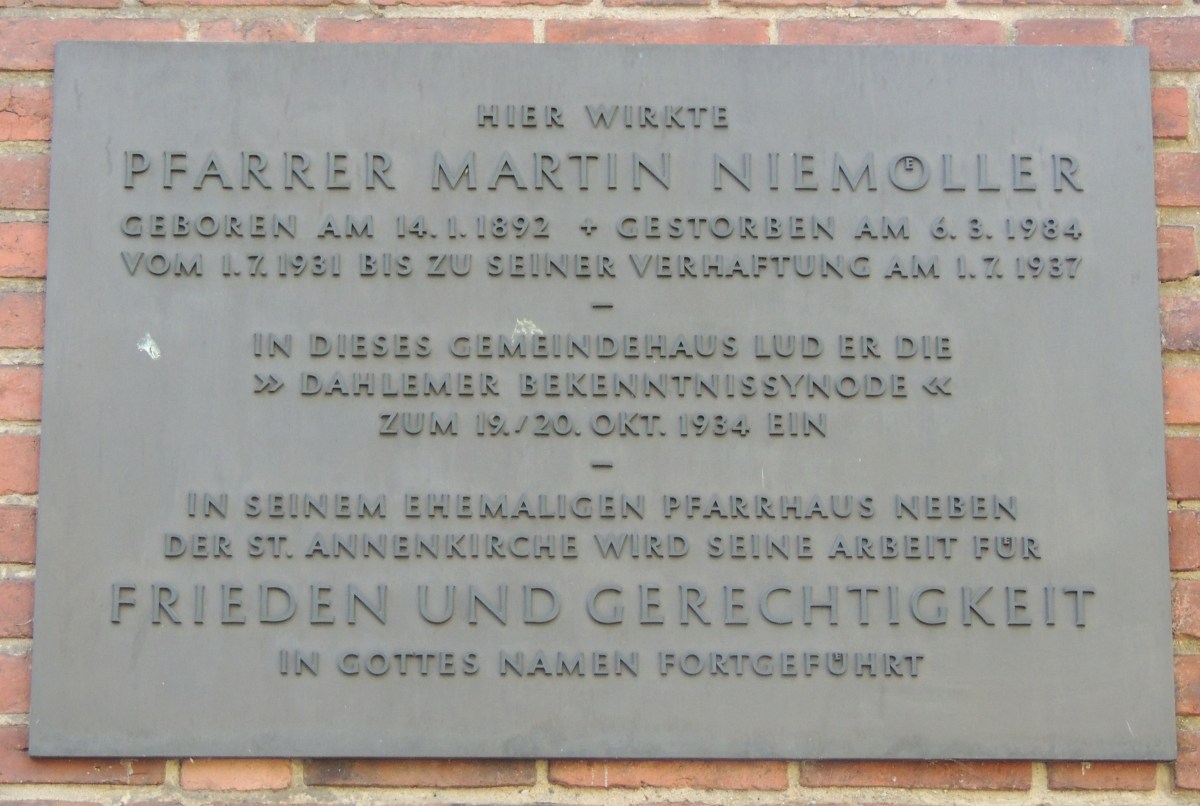 HIER WIRKTE
PFARRER MARTIN NIEMÖLLER
GEBOREN AM 14.1.1892 + GESTORBEN AM 6.3.1984
VOM 1.7.1931 BIS ZU SEINER VERHAFTUNG AM 1.7.1937
–
IN DIESES GEMEINDEHAUS LUD ER DIE
» DAHLEMER BEKENNTNISSYNODE «
ZUM 19./20. OKT. 1934 EIN
–
IN SEINEM EHEMALIGEN PFARRHAUS NEBEN
DER ST. ANNENKIRCHE WIRD SEINE ARBEIT FÜR
FRIEDEN UND GERECHTIGKEIT
IN GOTTES NAMEN FORTGEFÜHRT